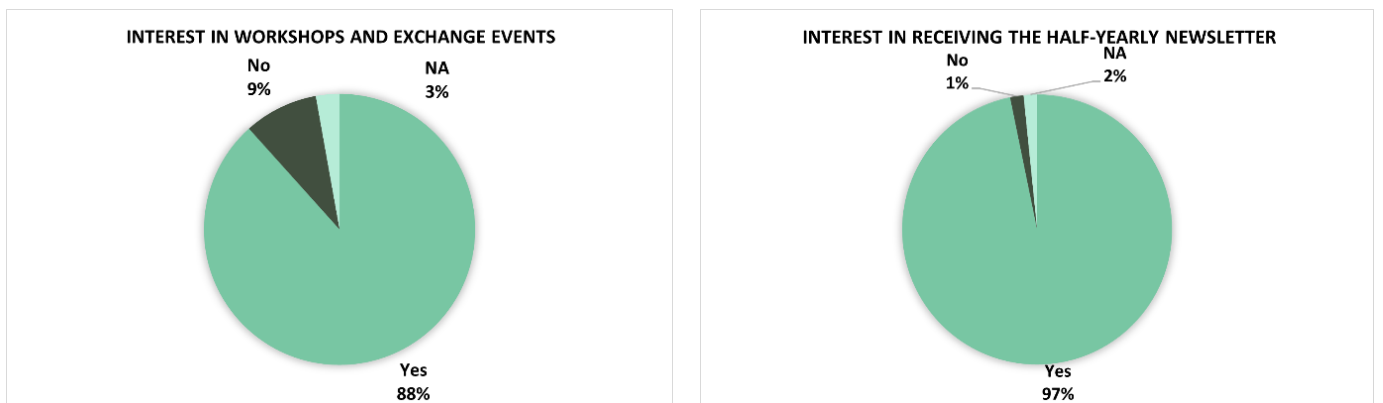 INTEREST IN WORKSHOPS AND EXCHANGE EVENTS
No
9%
NA
3%
Yes
88%
INTEREST IN RECEIVING THE HALF-YEARLY NEWSLETTER
No
1%
NA
2%
Yes
97%